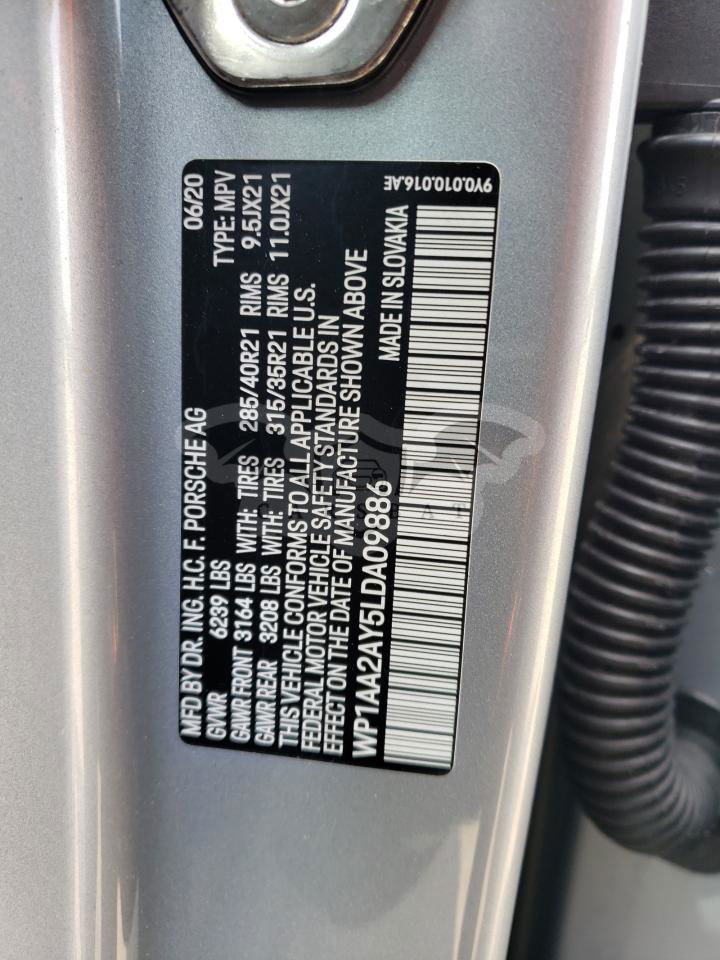 MFD BY DR. ING. H.C. F. PORSCHE AG 06/20
GVWR 6239 LBS TYPE: MPV
GAWR FRONT 3164 LBS WITH: TIRES 285/40R21 RIMS 9.5JX21
GAWR REAR 3208 LBS WITH: TIRES 315/35R21 RIMS 11.0JX21
THIS VEHICLE CONFORMS TO ALL APPLICABLE U.S.
FEDERAL MOTOR VEHICLE SAFETY STANDARDS IN
EFFECT ON THE DATE OF MANUFACTURE SHOWN ABOVE
WP1AA2AY5LDA09886 MADE IN SLOVAKIA 9Y0.010.016.AE